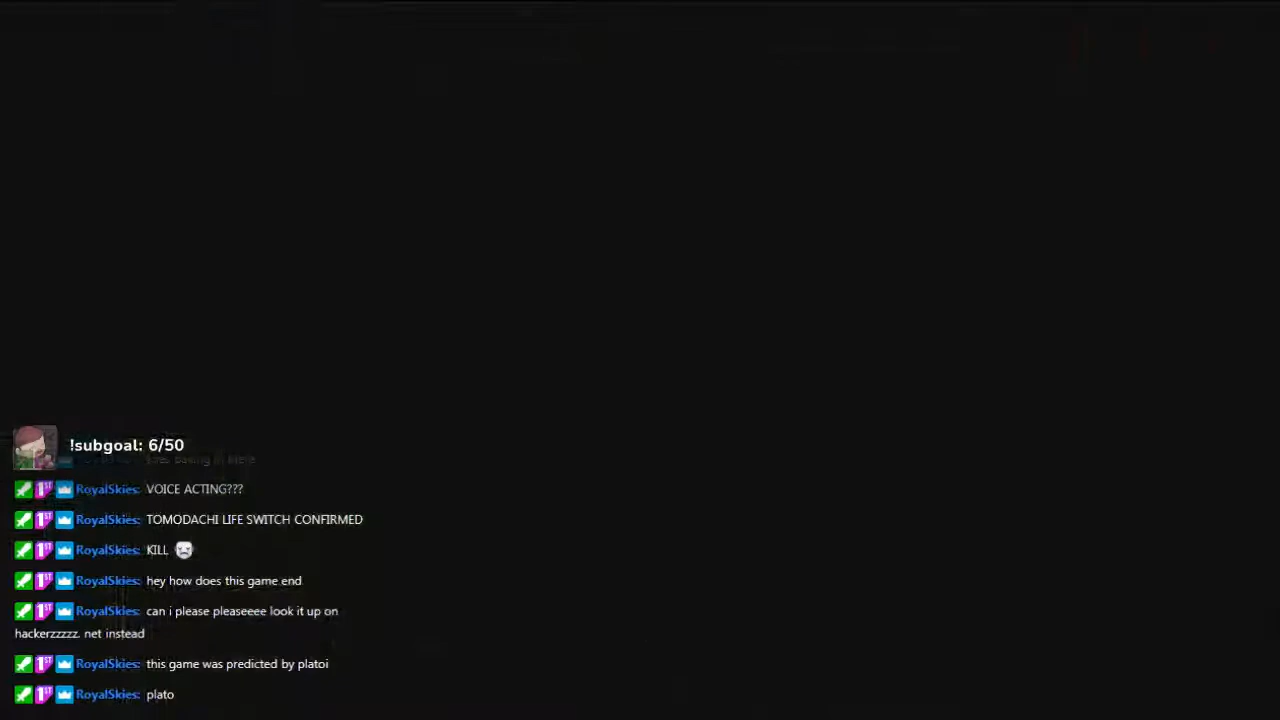 !subgoal: 6/50
RoyalSkies: VOICE ACTING???
RoyalSkies: TOMODACHI LIFE SWITCH CONFIRMED
RoyalSkies: KILL
RoyalSkies: hey how does this game end
RoyalSkies: can i please pleaseeee look it up on
hackerzzzzz. net instead
RoyalSkies: this game was predicted by platoi
RoyalSkies: plato